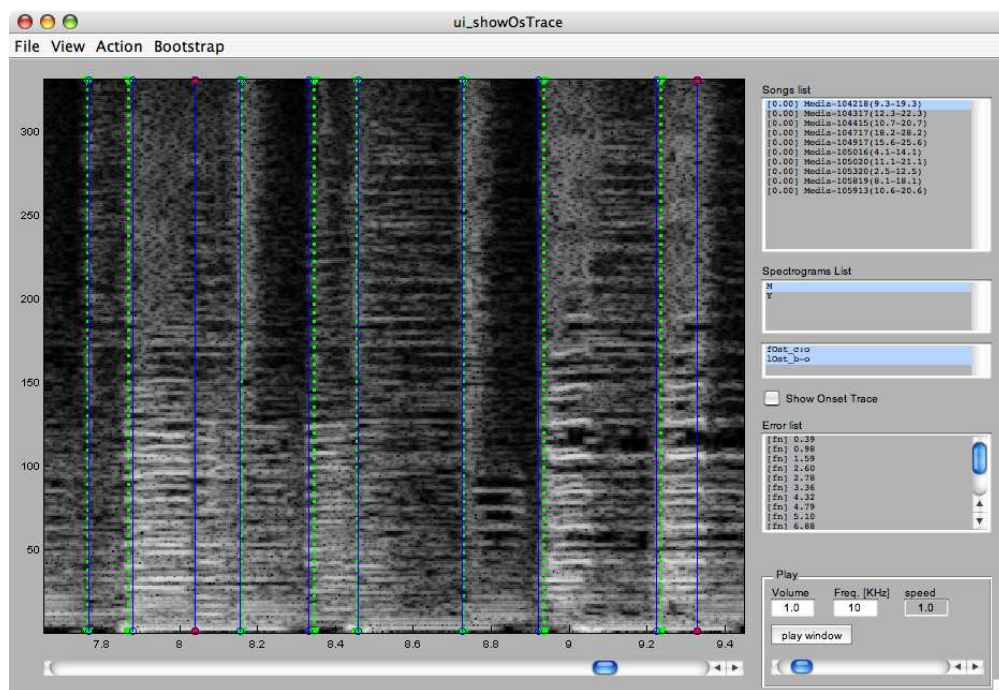 ui_showOsTrace
File View Action Bootstrap
300
250
200
150
100
50
7.8 8 8.2 8.4 8.6 8.8 9 9.2 9.4
Songs list
[0.00] Media-104218(9.3-19.3)
[0.00] Media-104317(12.3-22.3)
[0.00] Media-104415(10.7-20.7)
[0.00] Media-104717(18.2-28.2)
[0.00] Media-104917(15.6-25.6)
[0.00] Media-105016(4.1-14.1)
[0.00] Media-105020(11.1-21.1)
[0.00] Media-105320(2.5-12.5)
[0.00] Media-105819(8.1-18.1)
[0.00] Media-105913(10.6-20.6)
Spectrograms List
M
Y
fOst_c:o
lOst_b-o
Show Onset Trace
Error list
[fn] 0.39
[fn] 0.98
[fn] 1.59
[fn] 2.60
[fn] 2.78
[fn] 3.36
[fn] 4.32
[fn] 4.79
[fn] 5.10
[fn] 6.88
Play
Volume Freq. [KHz] speed
1.0 10 1.0
play window